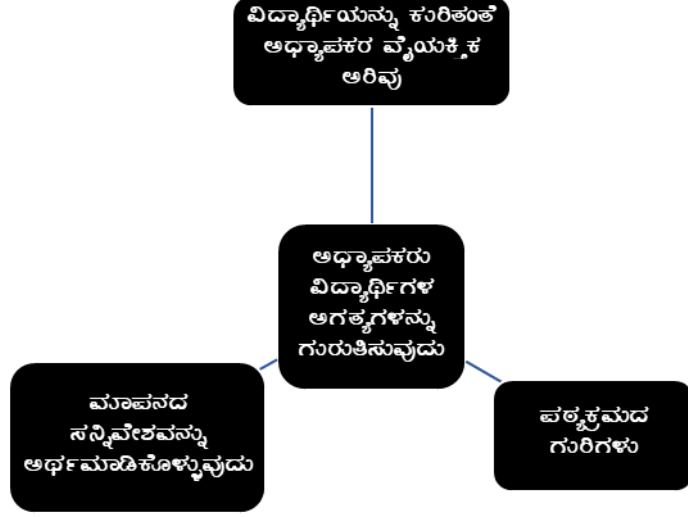 ವಿದ್ಯಾರ್ಥಿಯನ್ನು ಕುರಿತಂತೆ
ಅಧ್ಯಾಪಕರ ವೈಯಕ್ತಿಕ
ಅರಿವು
ಅಧ್ಯಾಪಕರು
ವಿದ್ಯಾರ್ಥಿಗಳ
ಅಗತ್ಯಗಳನ್ನು
ಗುರುತಿಸುವುದು
ಮಾಪನದ
ಸನ್ನಿವೇಶವನ್ನು
ಅರ್ಥಮಾಡಿಕೊಳ್ಳುವುದು
ಪಠ್ಯಕ್ರಮದ
ಗುರಿಗಳು